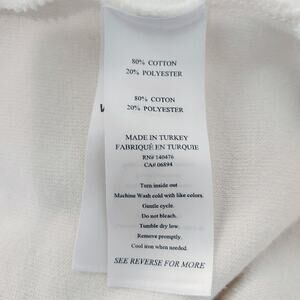 80% COTTON
20% POLYESTER
80% COTON
20% POLYESTER
MADE IN TURKEY
FABRIQUÉ EN TURQUIE
RN# 140476
CA# 06894
Turn inside out
Machine Wash cold with like colors.
Gentle cycle.
Do not bleach.
Tumble dry low.
Remove promptly.
Cool iron when needed.
SEE REVERSE FOR MORE